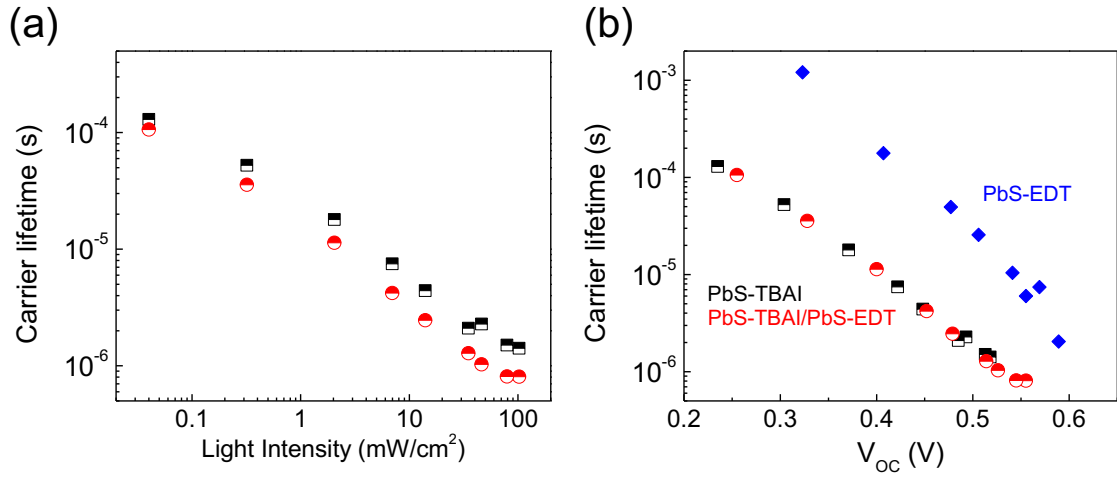 (a)
Carrier lifetime (s)
10⁻⁴
10⁻⁵
10⁻⁶
0.1
1
10
100
Light Intensity (mW/cm²)
(b)
Carrier lifetime (s)
10⁻³
10⁻⁴
10⁻⁵
10⁻⁶
PbS-EDT
PbS-TBAI
PbS-TBAI/PbS-EDT
0.2
0.3
0.4
0.5
0.6
V_OC (V)